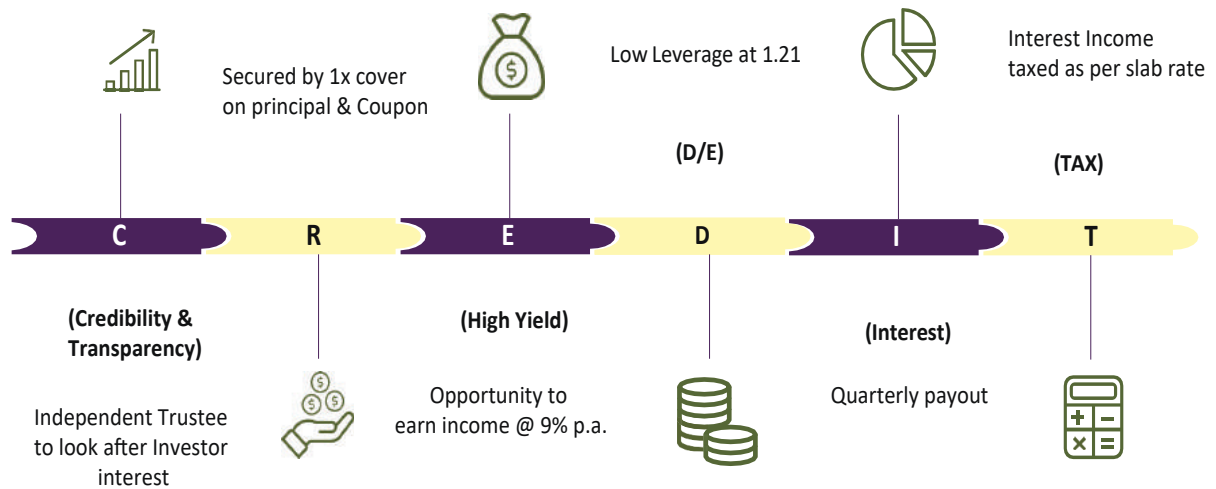 Secured by 1x cover
on principal & Coupon
Low Leverage at 1.21
(D/E)
Interest Income
taxed as per slab rate
(TAX)
C
R
E
D
I
T
(Credibility &
Transparency)
Independent Trustee
to look after Investor
interest
(High Yield)
Opportunity to
earn income @ 9% p.a.
(Interest)
Quarterly payout